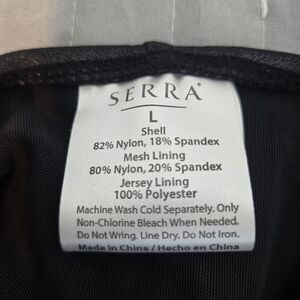 SERRA®
L
Shell
82% Nylon, 18% Spandex
Mesh Lining
80% Nylon, 20% Spandex
Jersey Lining
100% Polyester
Machine Wash Cold Separately. Only
Non-Chlorine Bleach When Needed.
Do Not Wring. Line Dry. Do Not Iron.
Made in China / Hecho en China